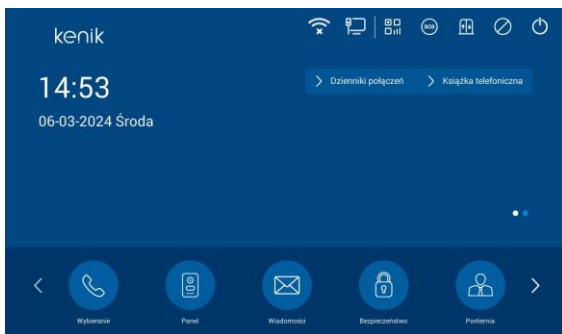 kenik
SOS
14:53
Dzienniki połączeń
Książka telefoniczna
06-03-2024 Środa
Wybieranie
Panel
Wiadomości
Bezpieczeństwo
Portiernia